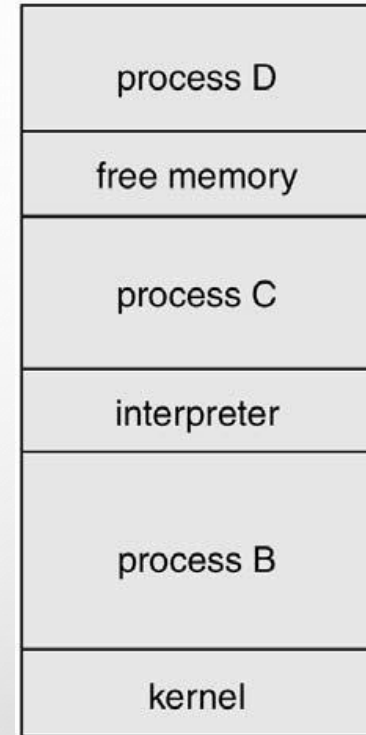 process D
free memory
process C
interpreter
process B
kernel